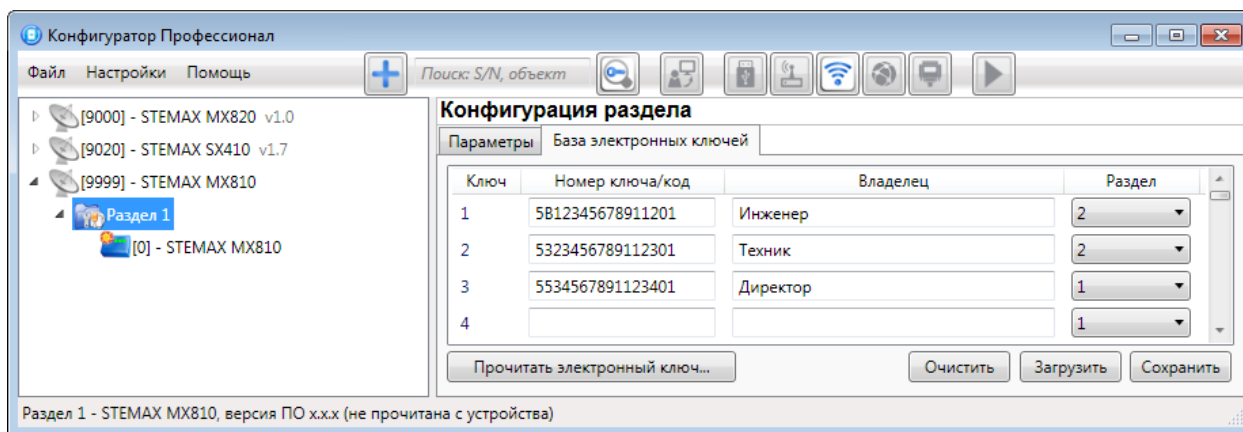 Конфигуратор Профессионал
Файл Настройки Помощь Поиск: S/N, объект
[9000] - STEMAX MX820 v1.0
[9020] - STEMAX SX410 v1.7
[9999] - STEMAX MX810
Раздел 1
[0] - STEMAX MX810
Конфигурация раздела
Параметры База электронных ключей
Ключ Номер ключа/код Владелец Раздел
1 5B12345678911201 Инженер 2
2 5323456789112301 Техник 2
3 5534567891123401 Директор 1
4 1
Прочитать электронный ключ... Очистить Загрузить Сохранить
Раздел 1 - STEMAX MX810, версия ПО x.x.x (не прочитана с устройства)